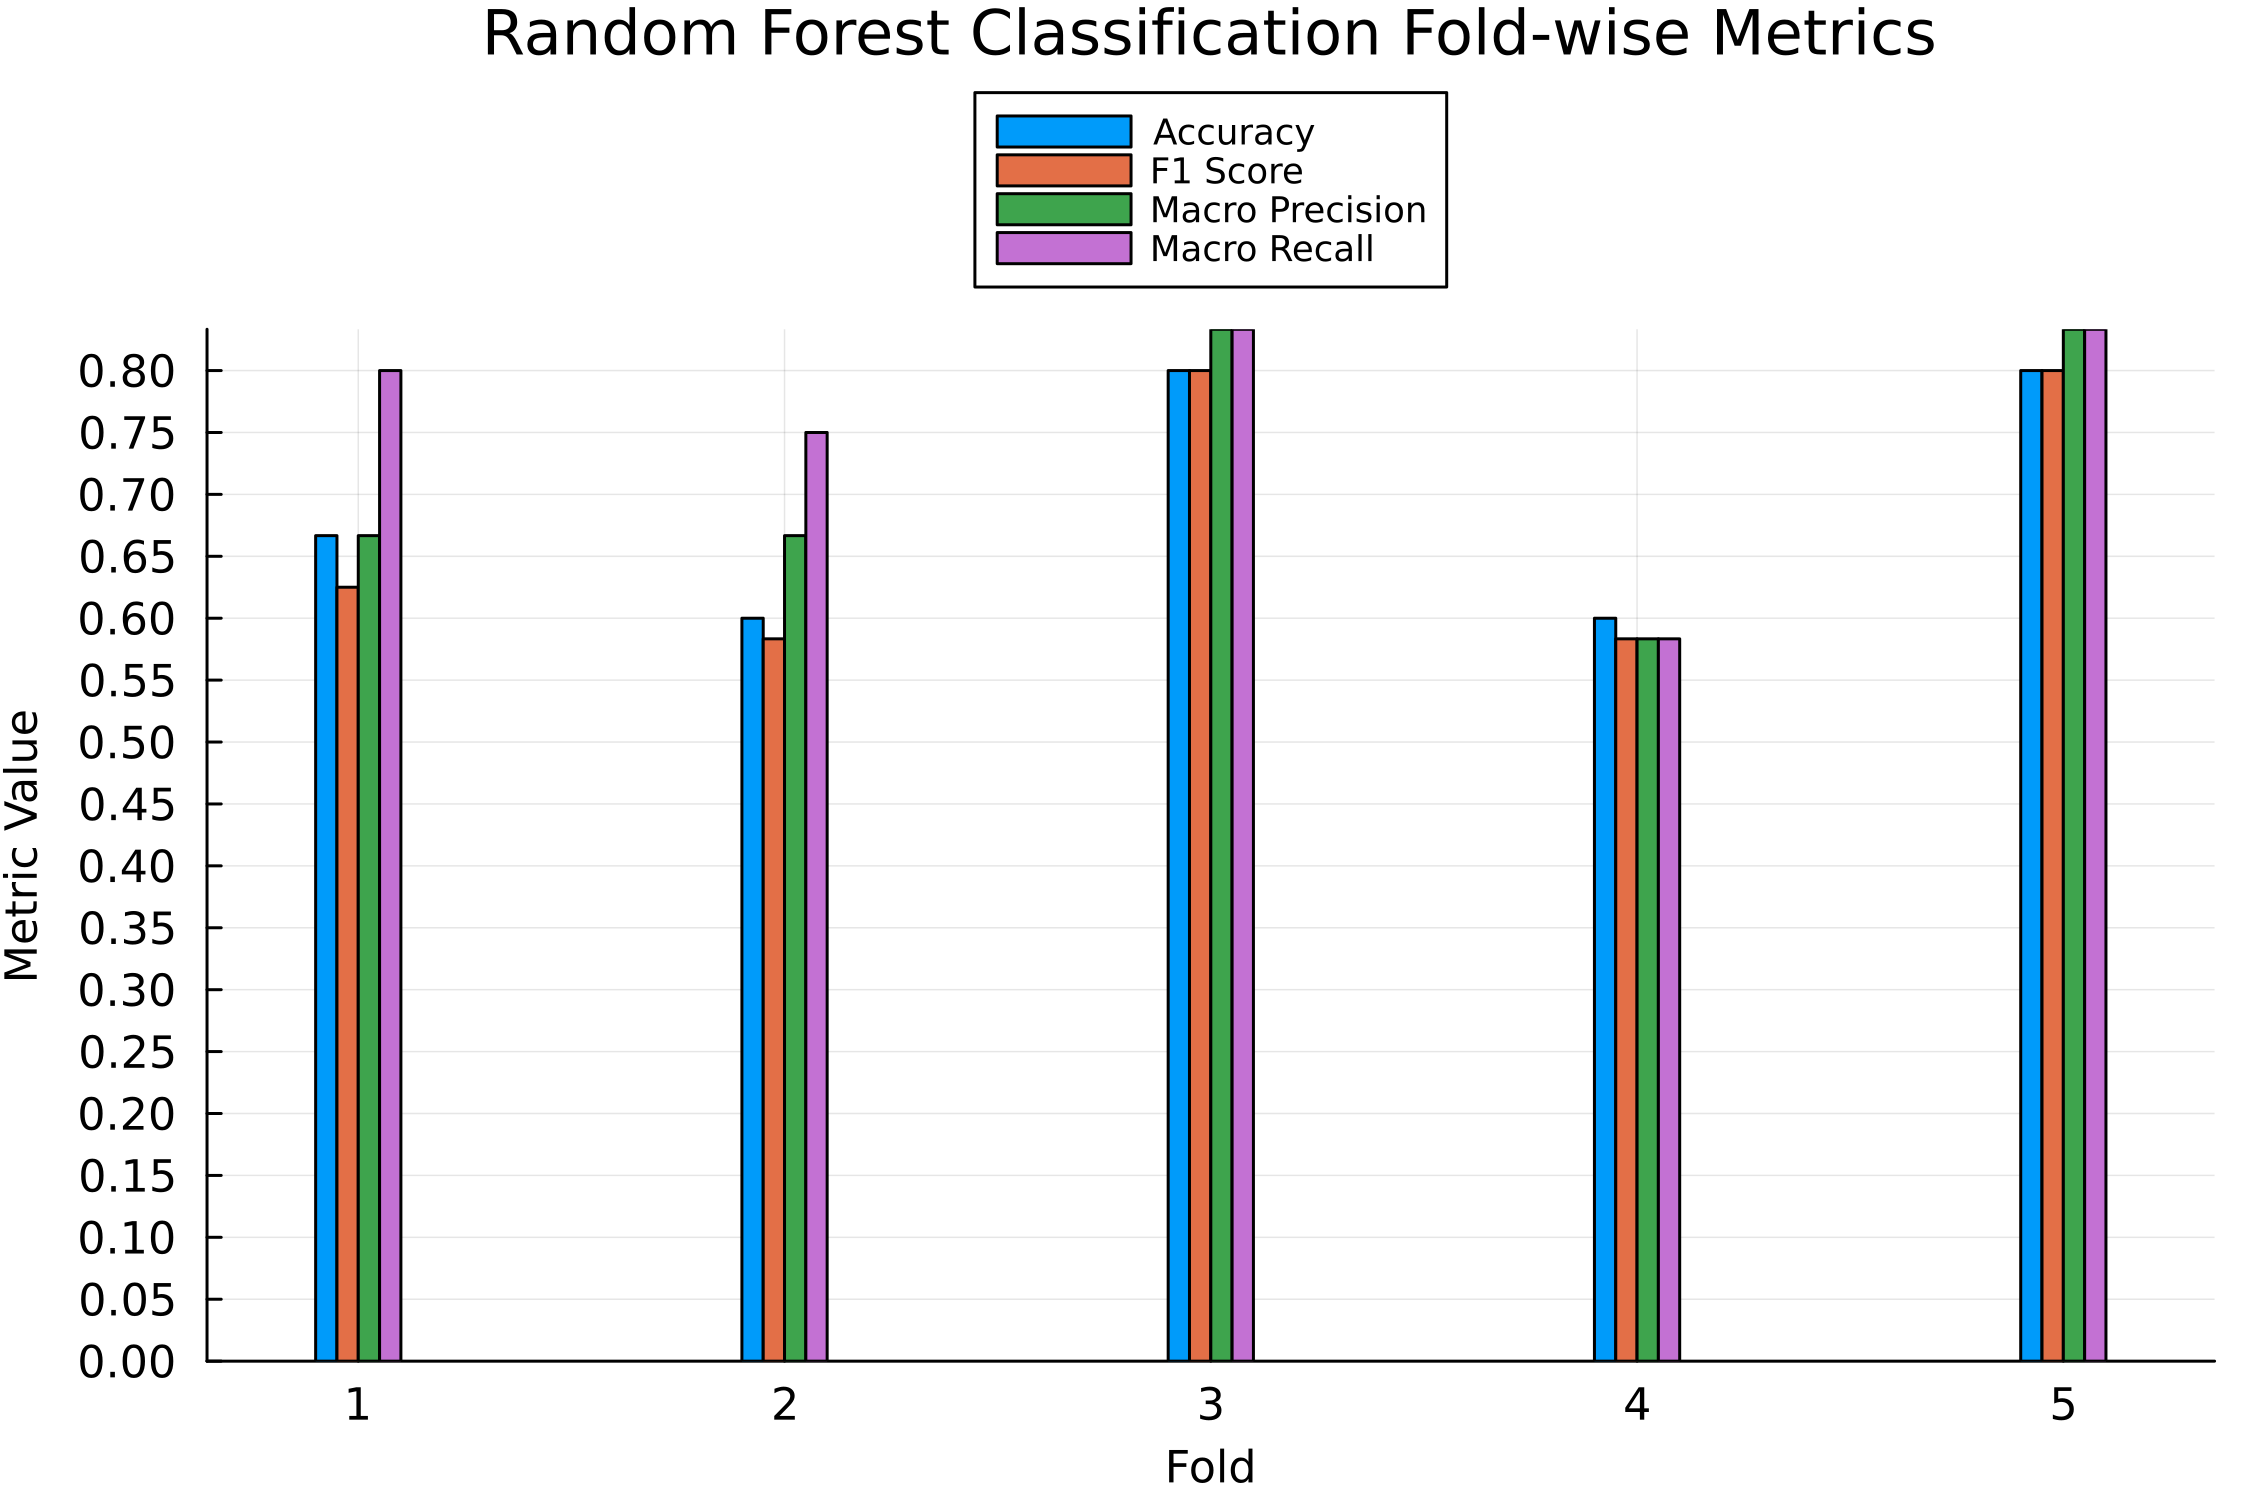 Random Forest Classification Fold-wise Metrics
Accuracy
F1 Score
Macro Precision
Macro Recall
0.80
0.75
0.70
0.65
0.60
0.55
0.50
0.45
0.40
0.35
0.30
0.25
0.20
0.15
0.10
0.05
0.00
Metric Value
1 2 3 4 5
Fold